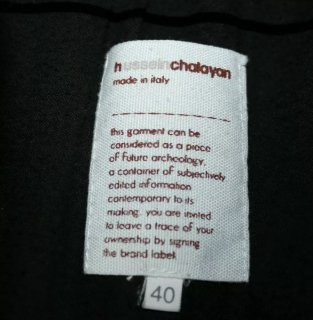 husseinchalayan
made in italy
this garment can be
considered as a piece
of future archeology,
a container of subjectively
edited information
contemporary to its
making. you are invited
to leave a trace of your
ownership by signing
the brand label
40